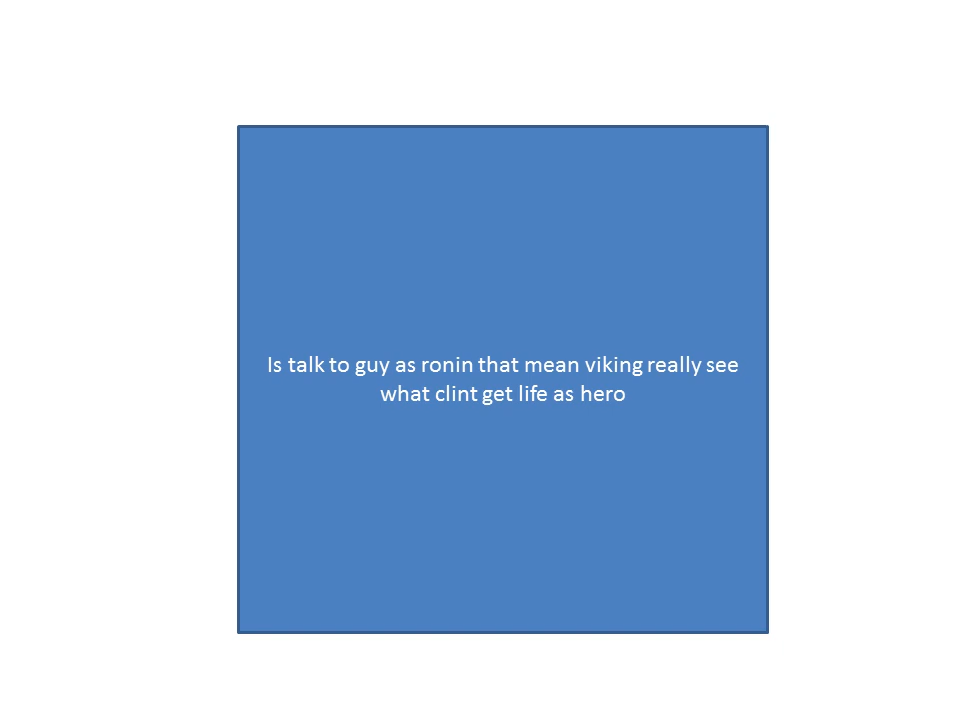 Is talk to guy as ronin that mean viking really see
what clint get life as hero